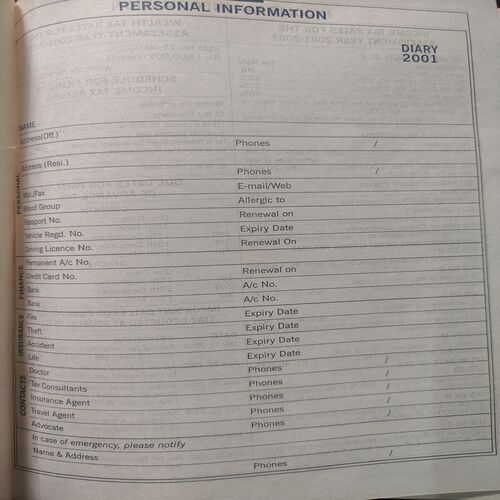 PERSONAL INFORMATION
DIARY
2001
NAME
Address(Off.)
Phones /
Address (Resi.)
Phones /
PERSONAL
Mbl/Fax E-mail/Web
Blood Group Allergic to
Passport No. Renewal on
Vehicle Regd. No. Expiry Date
Driving Licence No. Renewal On
FINANCE
Permanent A/c No.
Credit Card No. Renewal on
Bank A/c No.
Bank A/c No.
INSURANCE
Fire Expiry Date
Theft Expiry Date
Accident Expiry Date
Life Expiry Date
CONTACTS
Doctor Phones /
Tax Consultants Phones /
Insurance Agent Phones /
Travel Agent Phones /
Advocate Phones /
In case of emergency, please notify
Name & Address
Phones /